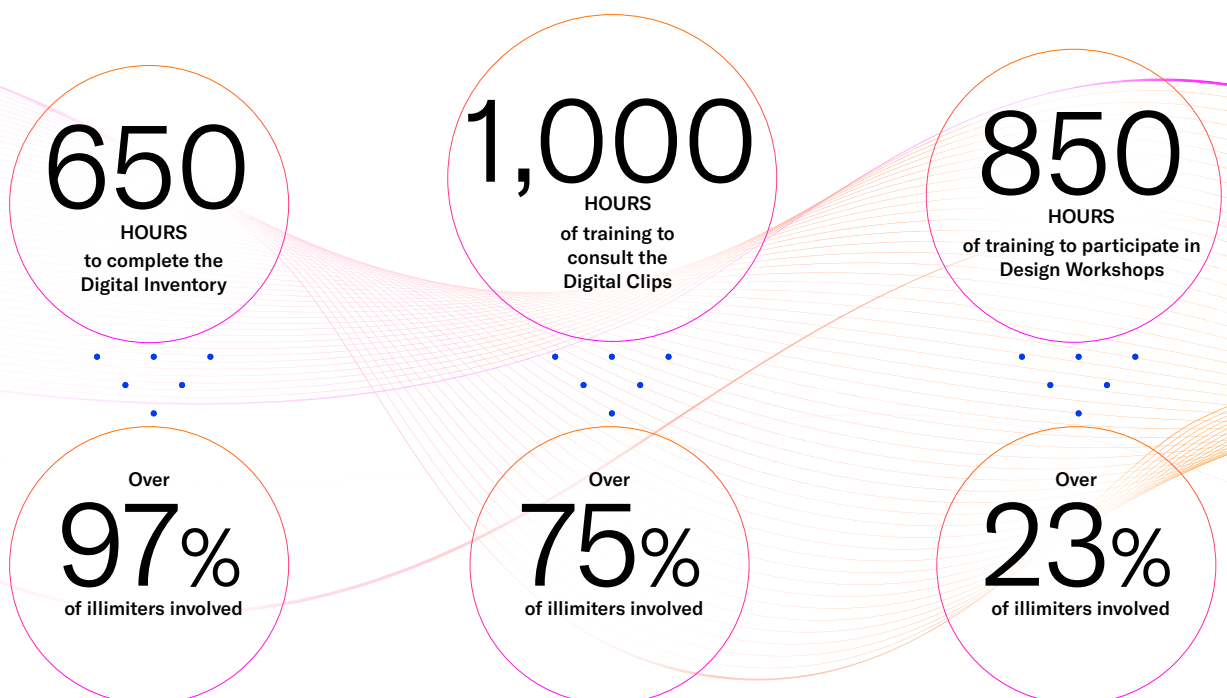 650
HOURS
to complete the
Digital Inventory
1,000
HOURS
of training to
consult the
Digital Clips
850
HOURS
of training to participate in
Design Workshops
Over
97%
of illimiters involved
Over
75%
of illimiters involved
Over
23%
of illimiters involved